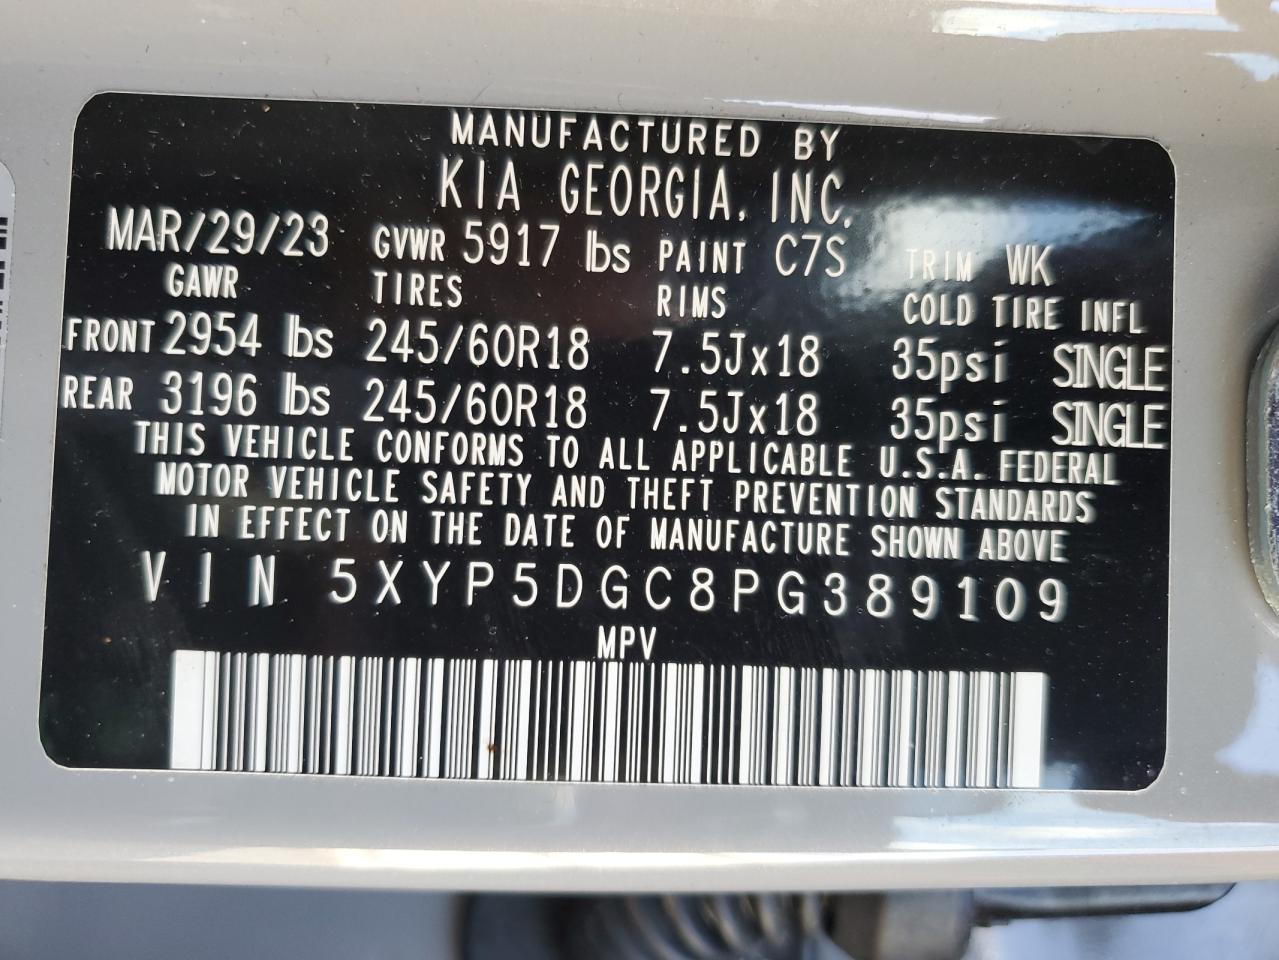 MANUFACTURED BY
KIA GEORGIA, INC.
MAR/29/23 GVWR 5917 lbs PAINT C7S TRIM WK
GAWR TIRES RIMS COLD TIRE INFL
FRONT 2954 lbs 245/60R18 7.5Jx18 35psi SINGLE
REAR 3196 lbs 245/60R18 7.5Jx18 35psi SINGLE
THIS VEHICLE CONFORMS TO ALL APPLICABLE U.S.A. FEDERAL
MOTOR VEHICLE SAFETY AND THEFT PREVENTION STANDARDS
IN EFFECT ON THE DATE OF MANUFACTURE SHOWN ABOVE
VIN 5XYP5DGC8PG389109
MPV